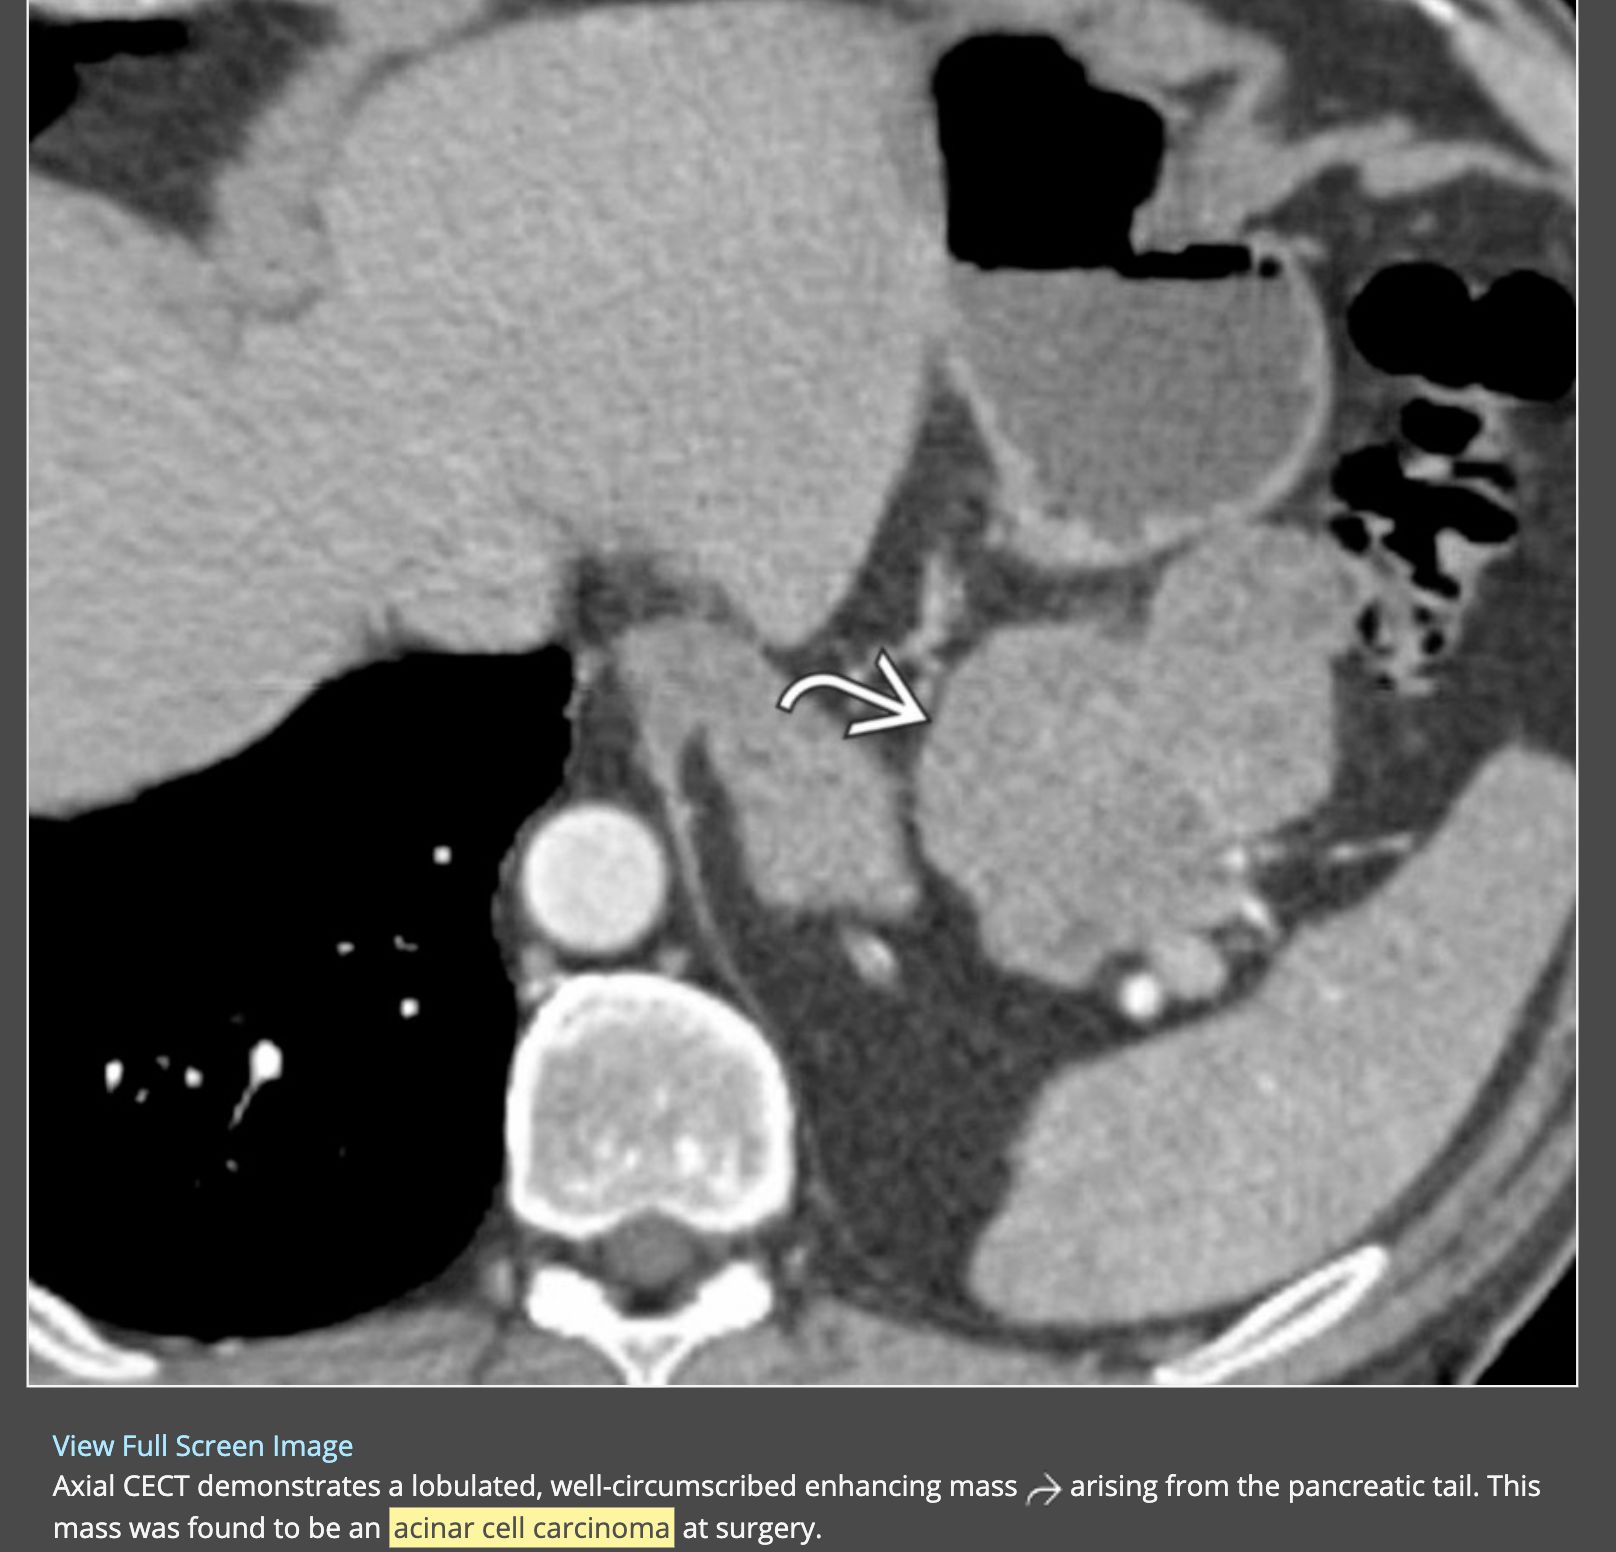 View Full Screen Image
Axial CECT demonstrates a lobulated, well-circumscribed enhancing mass arising from the pancreatic tail. This
mass was found to be an acinar cell carcinoma at surgery.